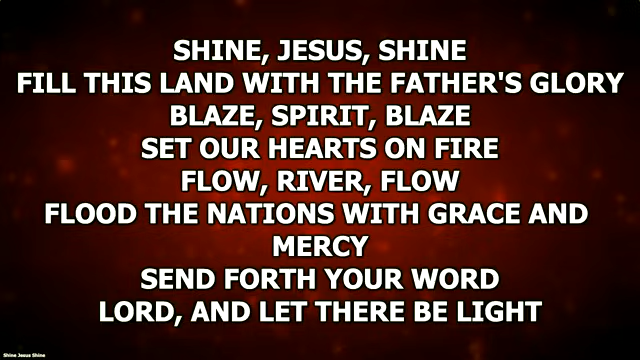 SHINE, JESUS, SHINE
FILL THIS LAND WITH THE FATHER'S GLORY
BLAZE, SPIRIT, BLAZE
SET OUR HEARTS ON FIRE
FLOW, RIVER, FLOW
FLOOD THE NATIONS WITH GRACE AND
MERCY
SEND FORTH YOUR WORD
LORD, AND LET THERE BE LIGHT
Shine Jesus Shine